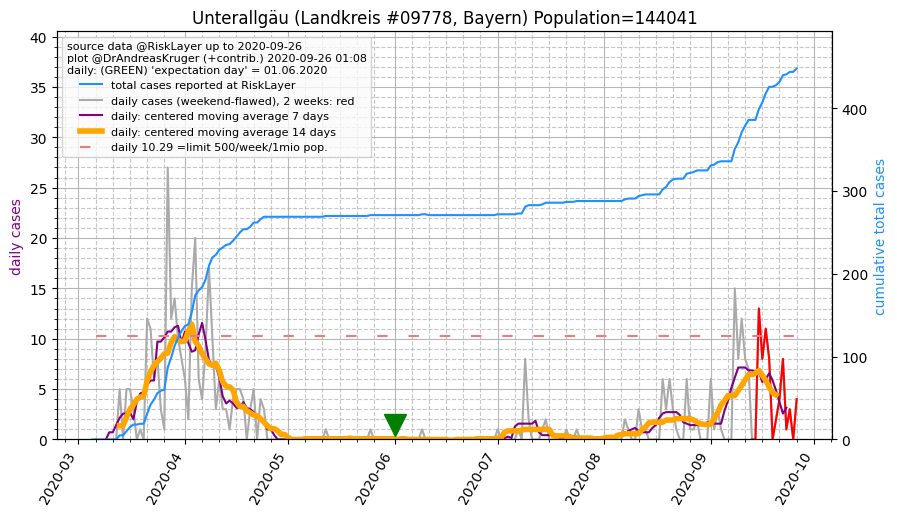 Unterallgäu (Landkreis #09778, Bayern) Population=144041
source data @RiskLayer up to 2020-09-26
plot @DrAndreasKruger (+contrib.) 2020-09-26 01:08
daily: (GREEN) 'expectation day' = 01.06.2020
total cases reported at RiskLayer
daily cases (weekend-flawed), 2 weeks: red
daily: centered moving average 7 days
daily: centered moving average 14 days
daily 10.29 =limit 500/week/1mio pop.
daily cases
40
35
30
25
20
15
10
5
0
cumulative total cases
400
300
200
100
0
2020-03
2020-04
2020-05
2020-06
2020-07
2020-08
2020-09
2020-10